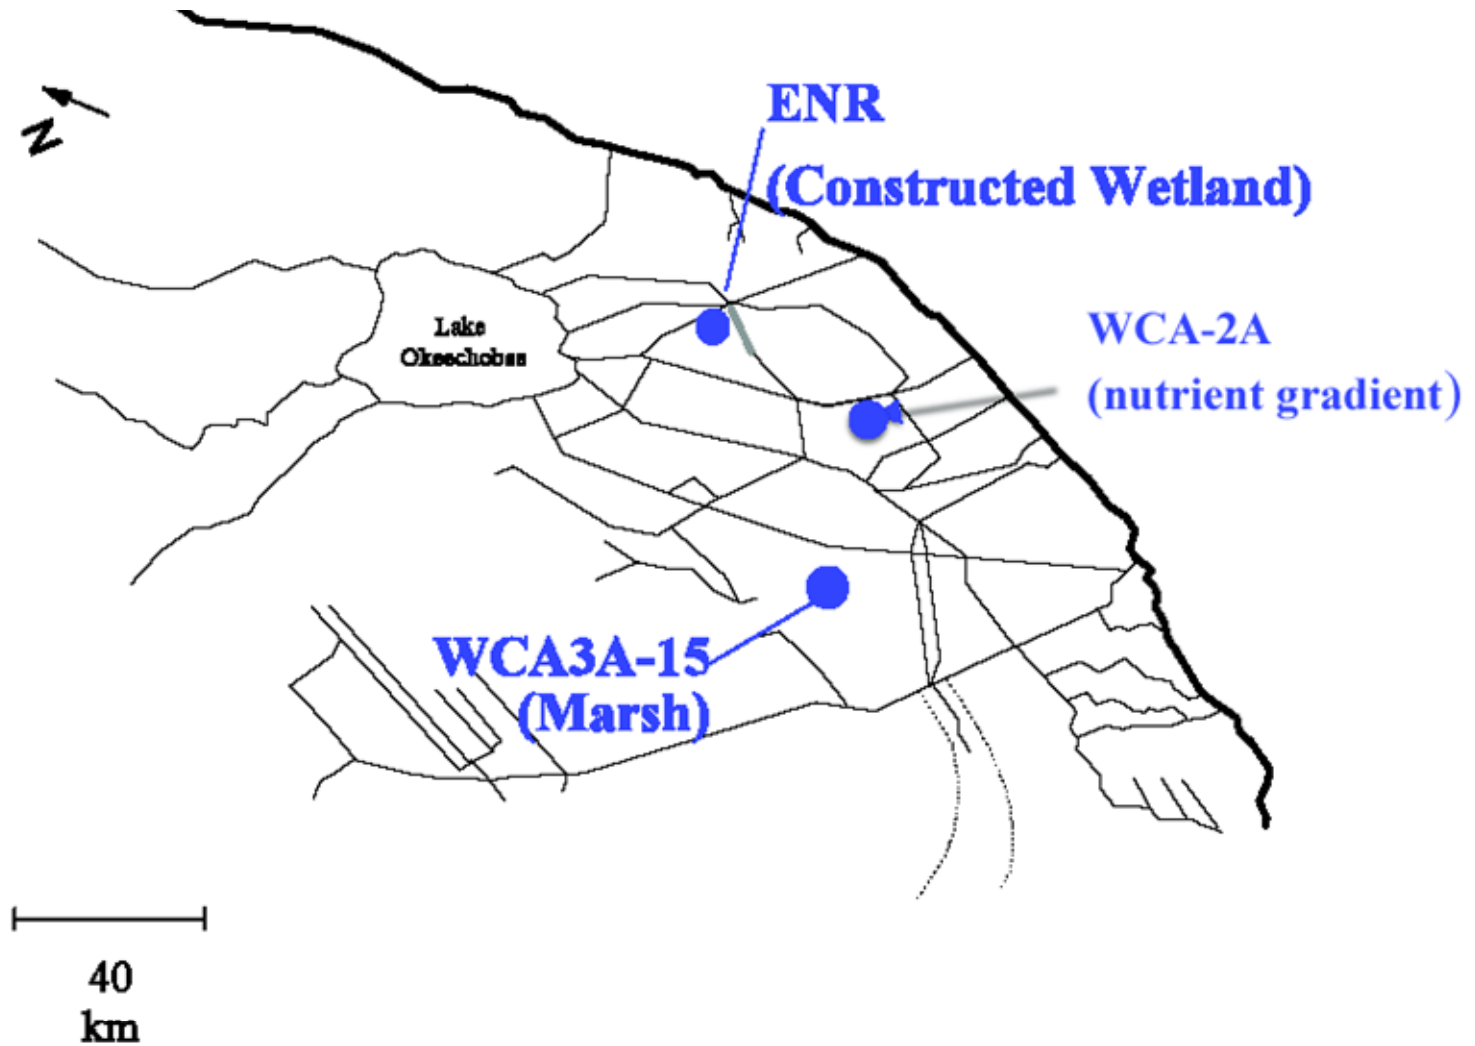 N
ENR
(Constructed Wetland)
Lake
Okeechobee
WCA-2A
(nutrient gradient)
WCA3A-15
(Marsh)
40
km